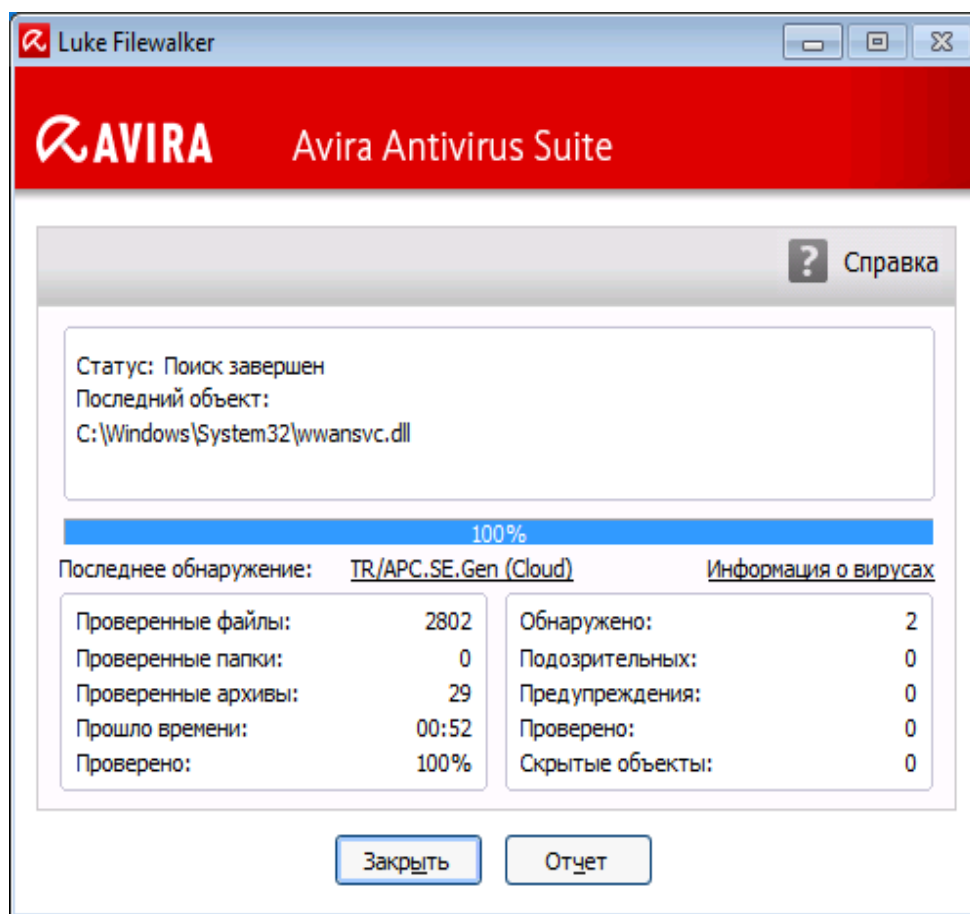 Luke Filewalker
AVIRA Avira Antivirus Suite
? Справка
Статус: Поиск завершен
Последний объект:
C:\Windows\System32\wwansvc.dll
100%
Последнее обнаружение: TR/APC.SE.Gen (Cloud) Информация о вирусах
Проверенные файлы: 2802
Проверенные папки: 0
Проверенные архивы: 29
Прошло времени: 00:52
Проверено: 100%
Обнаружено: 2
Подозрительных: 0
Предупреждения: 0
Проверено: 0
Скрытые объекты: 0
Закрыть Отчет